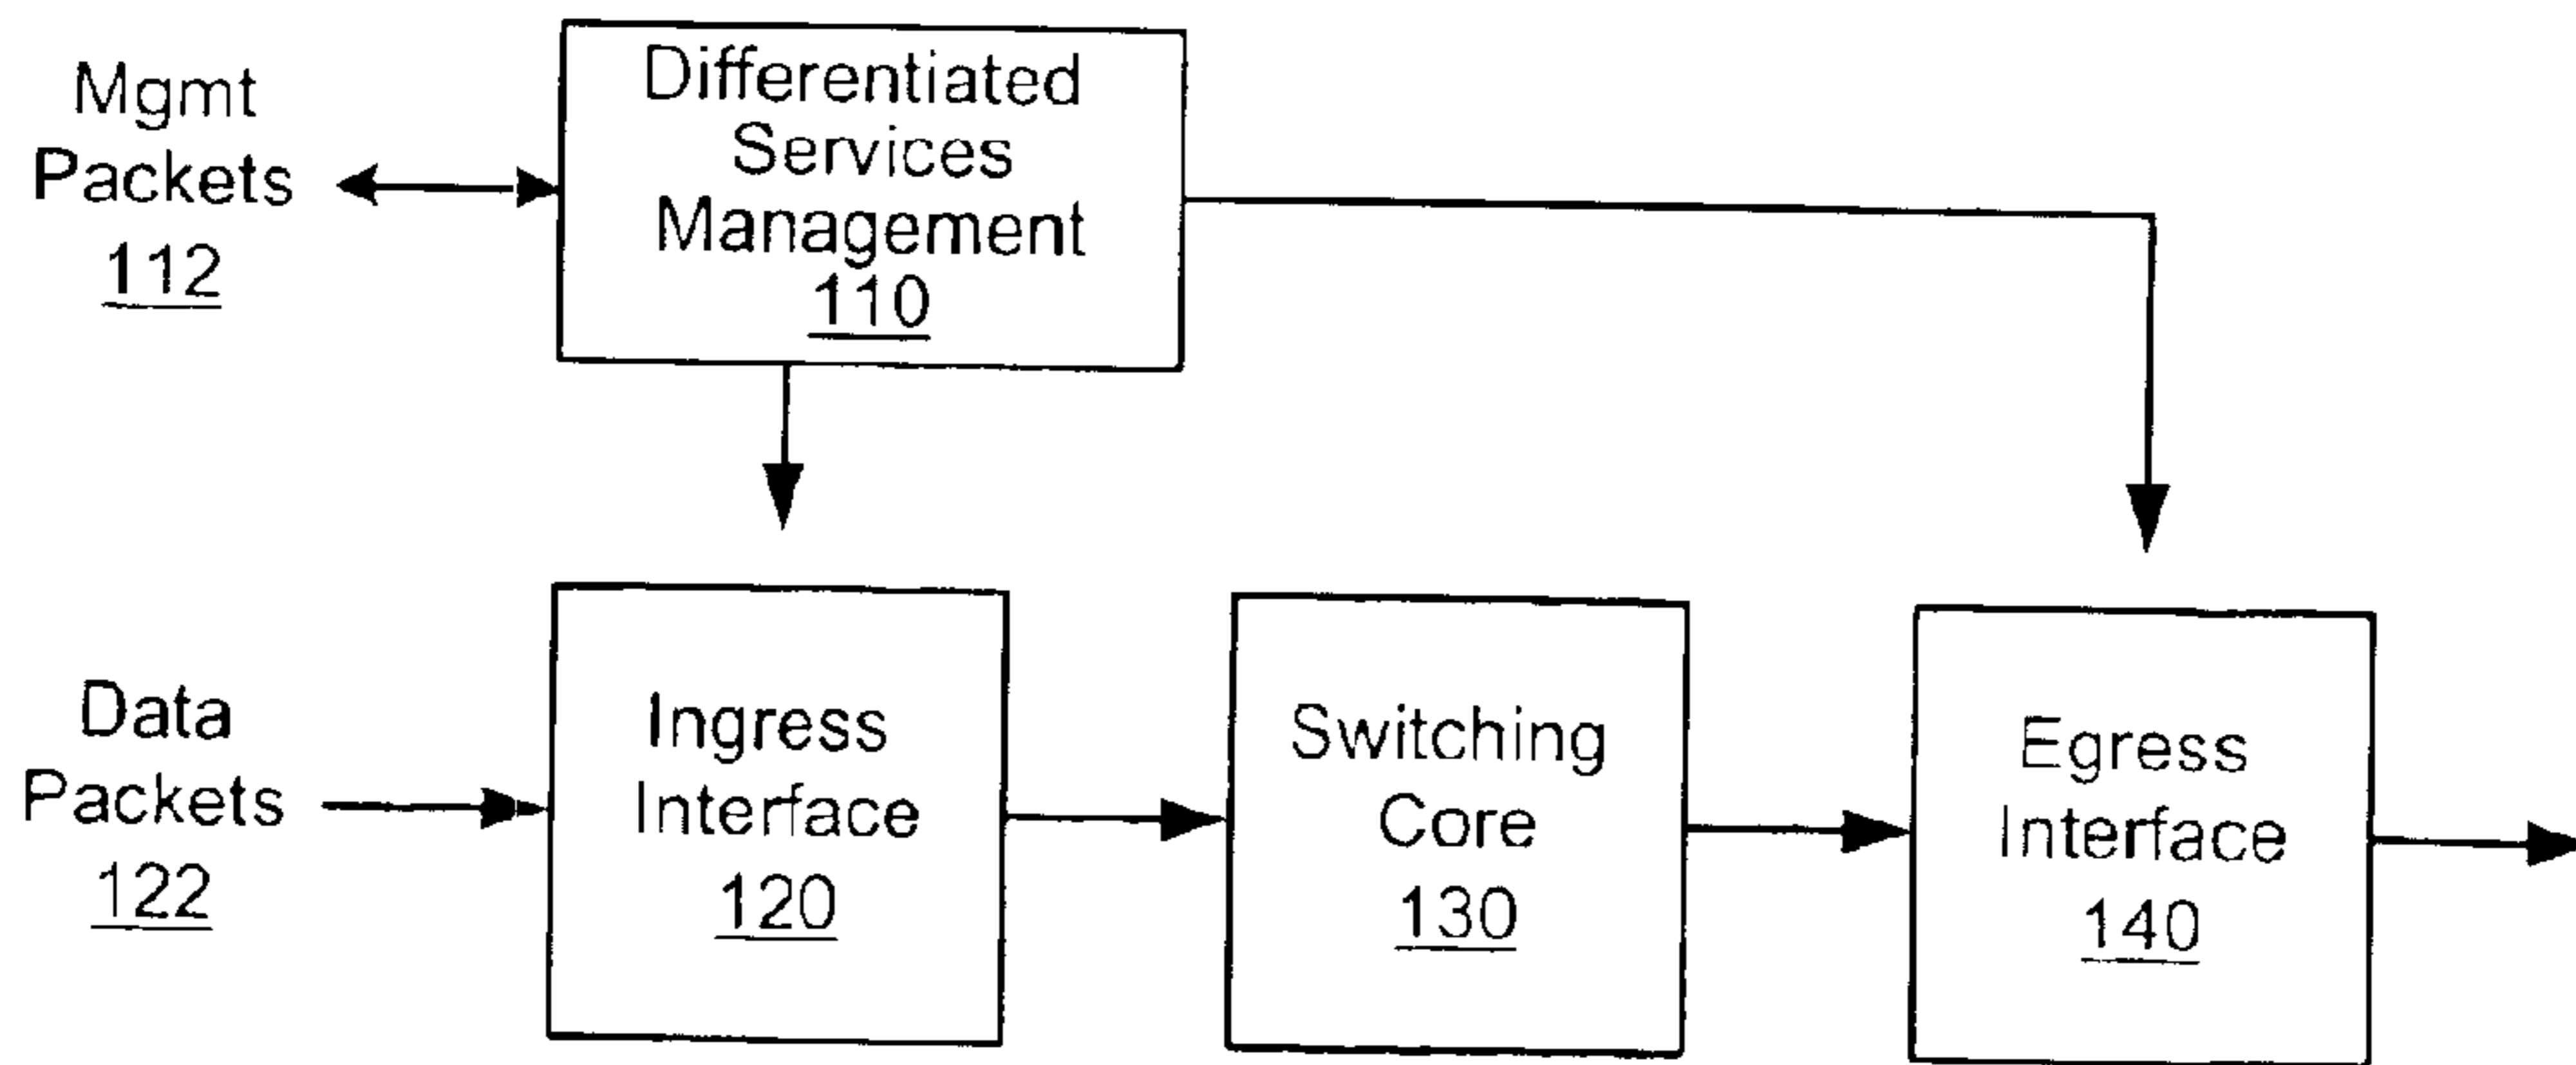 Mgmt
Packets
112
Differentiated
Services
Management
110
Data
Packets
122
Ingress
Interface
120
Switching
Core
130
Egress
Interface
140